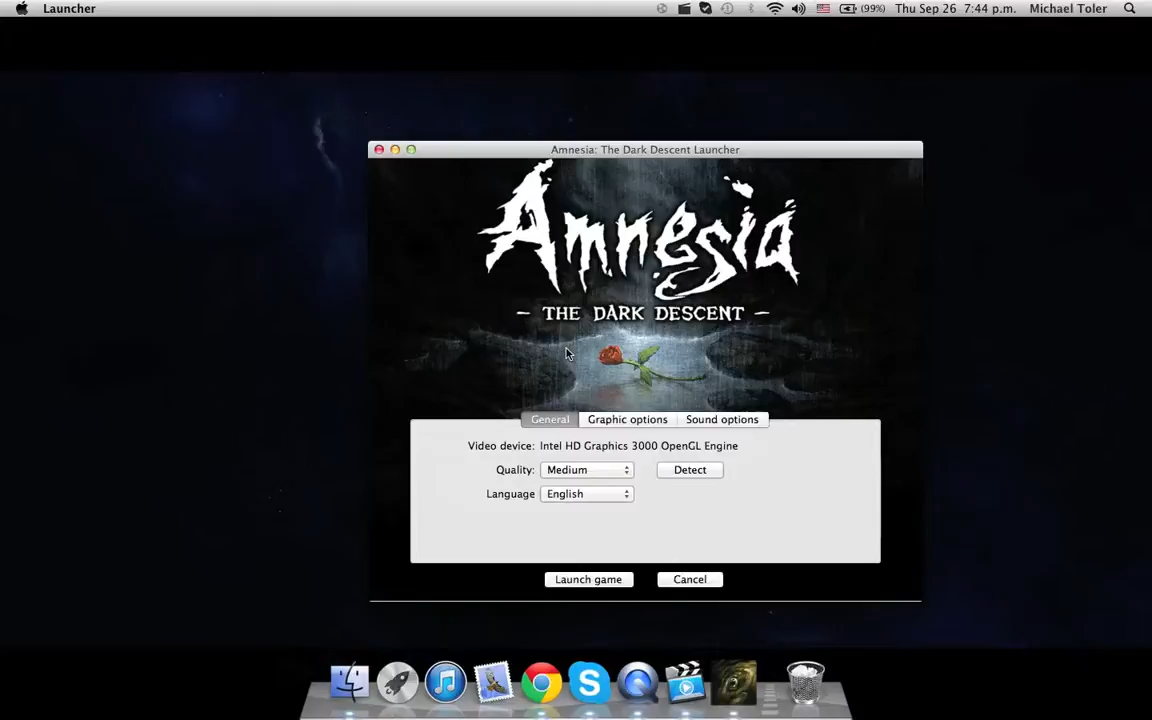 Launcher
(99%) Thu Sep 26 7:44 p.m. Michael Toler
Amnesia: The Dark Descent Launcher
Amnesia
- THE DARK DESCENT -
General Graphic options Sound options
Video device: Intel HD Graphics 3000 OpenGL Engine
Quality: Medium Detect
Language English
Launch game Cancel